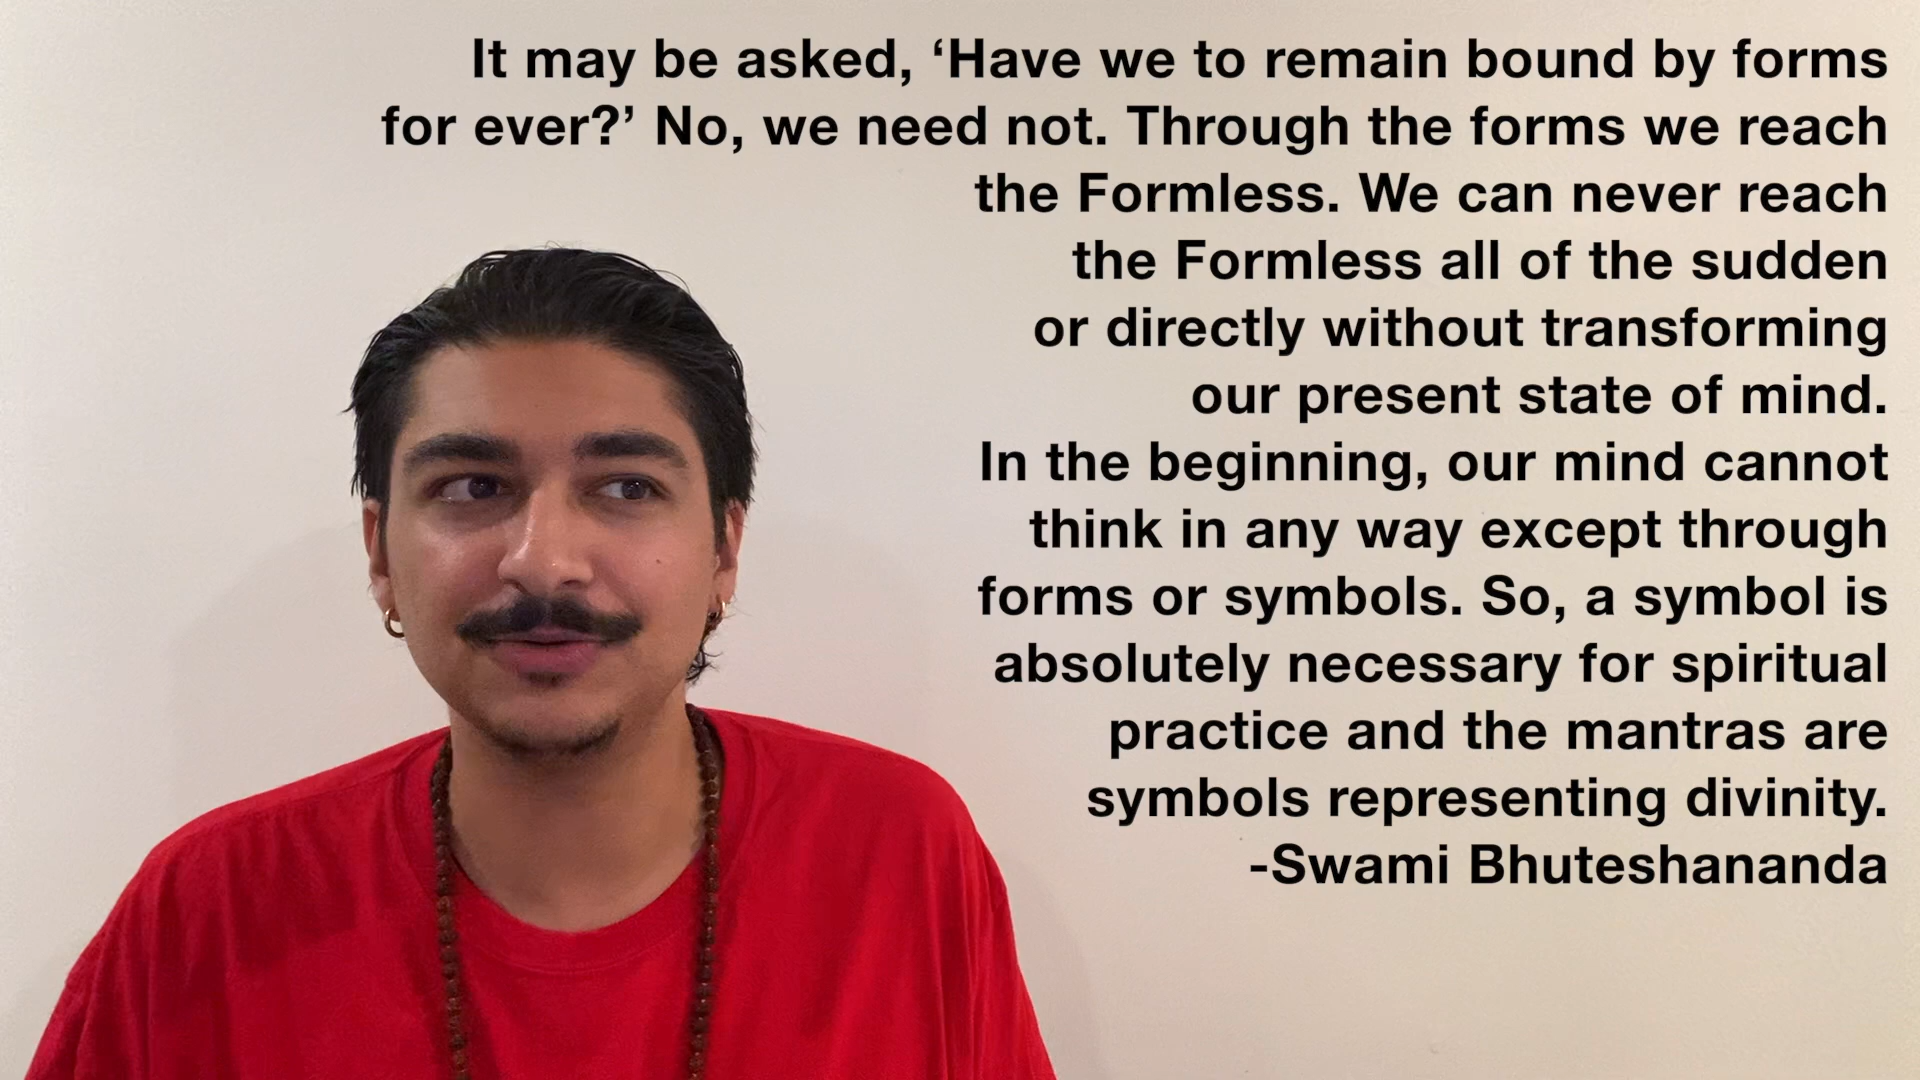 It may be asked, ‘Have we to remain bound by forms
for ever?’ No, we need not. Through the forms we reach
the Formless. We can never reach
the Formless all of the sudden
or directly without transforming
our present state of mind.
In the beginning, our mind cannot
think in any way except through
forms or symbols. So, a symbol is
absolutely necessary for spiritual
practice and the mantras are
symbols representing divinity.
-Swami Bhuteshananda